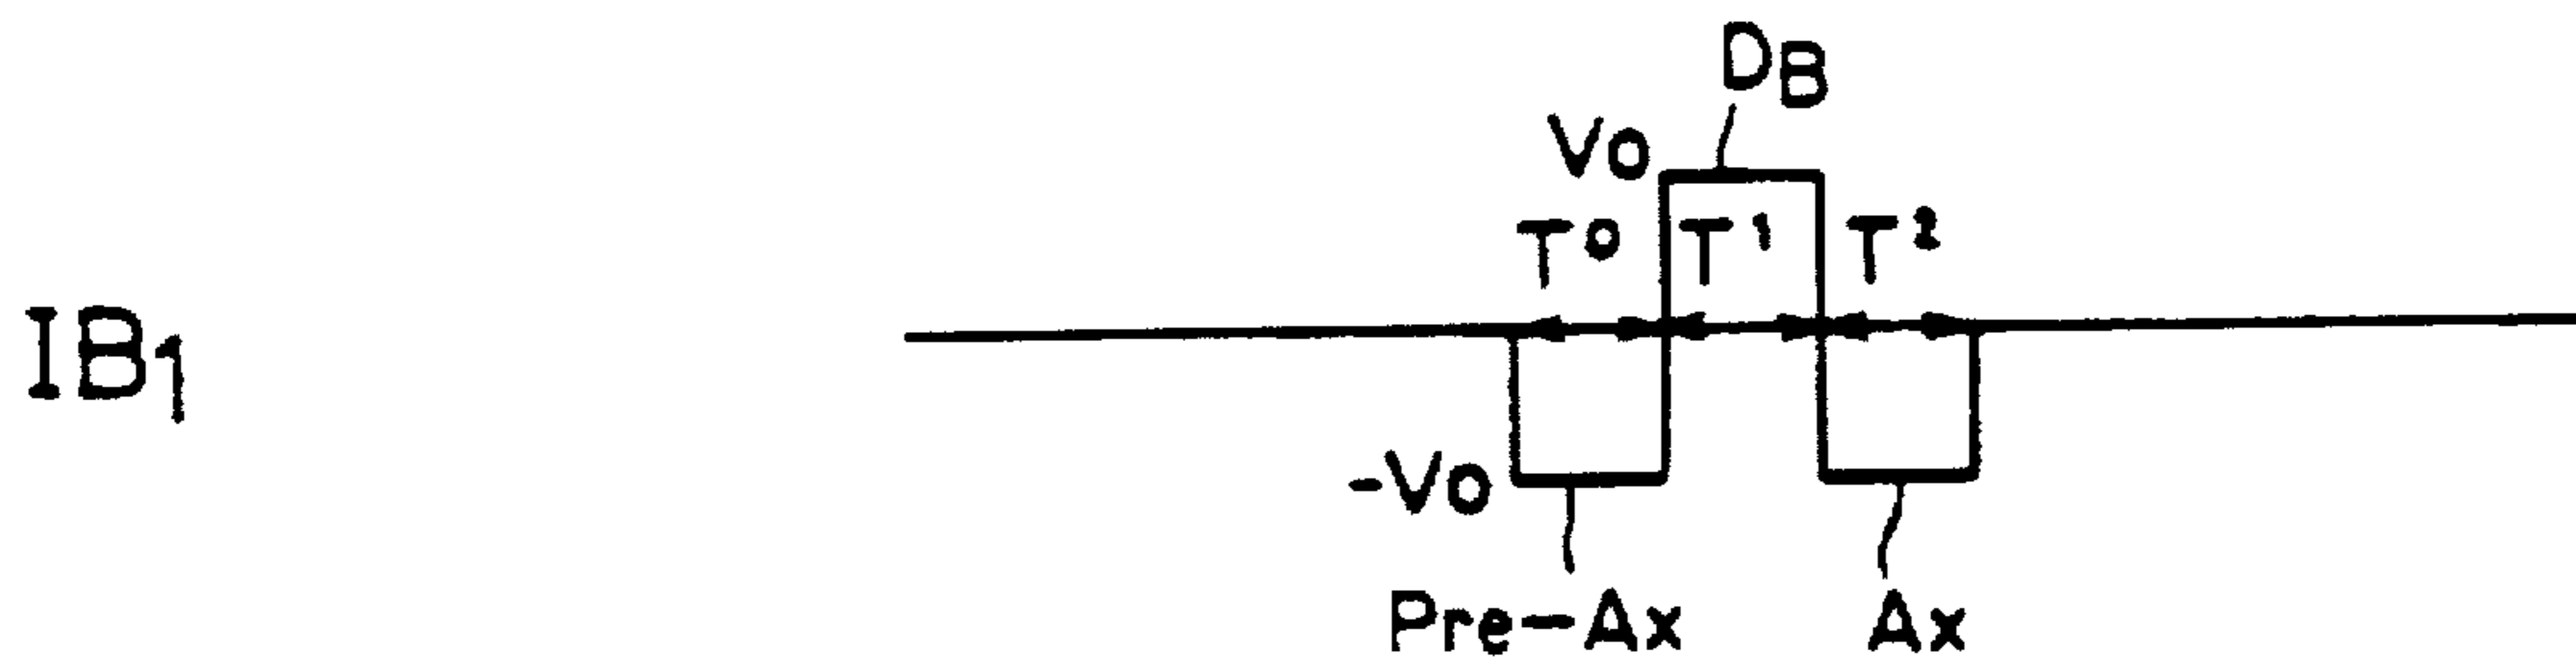 DB
Vo
T⁰ T¹ T²
IB1
-Vo
Pre-Ax Ax